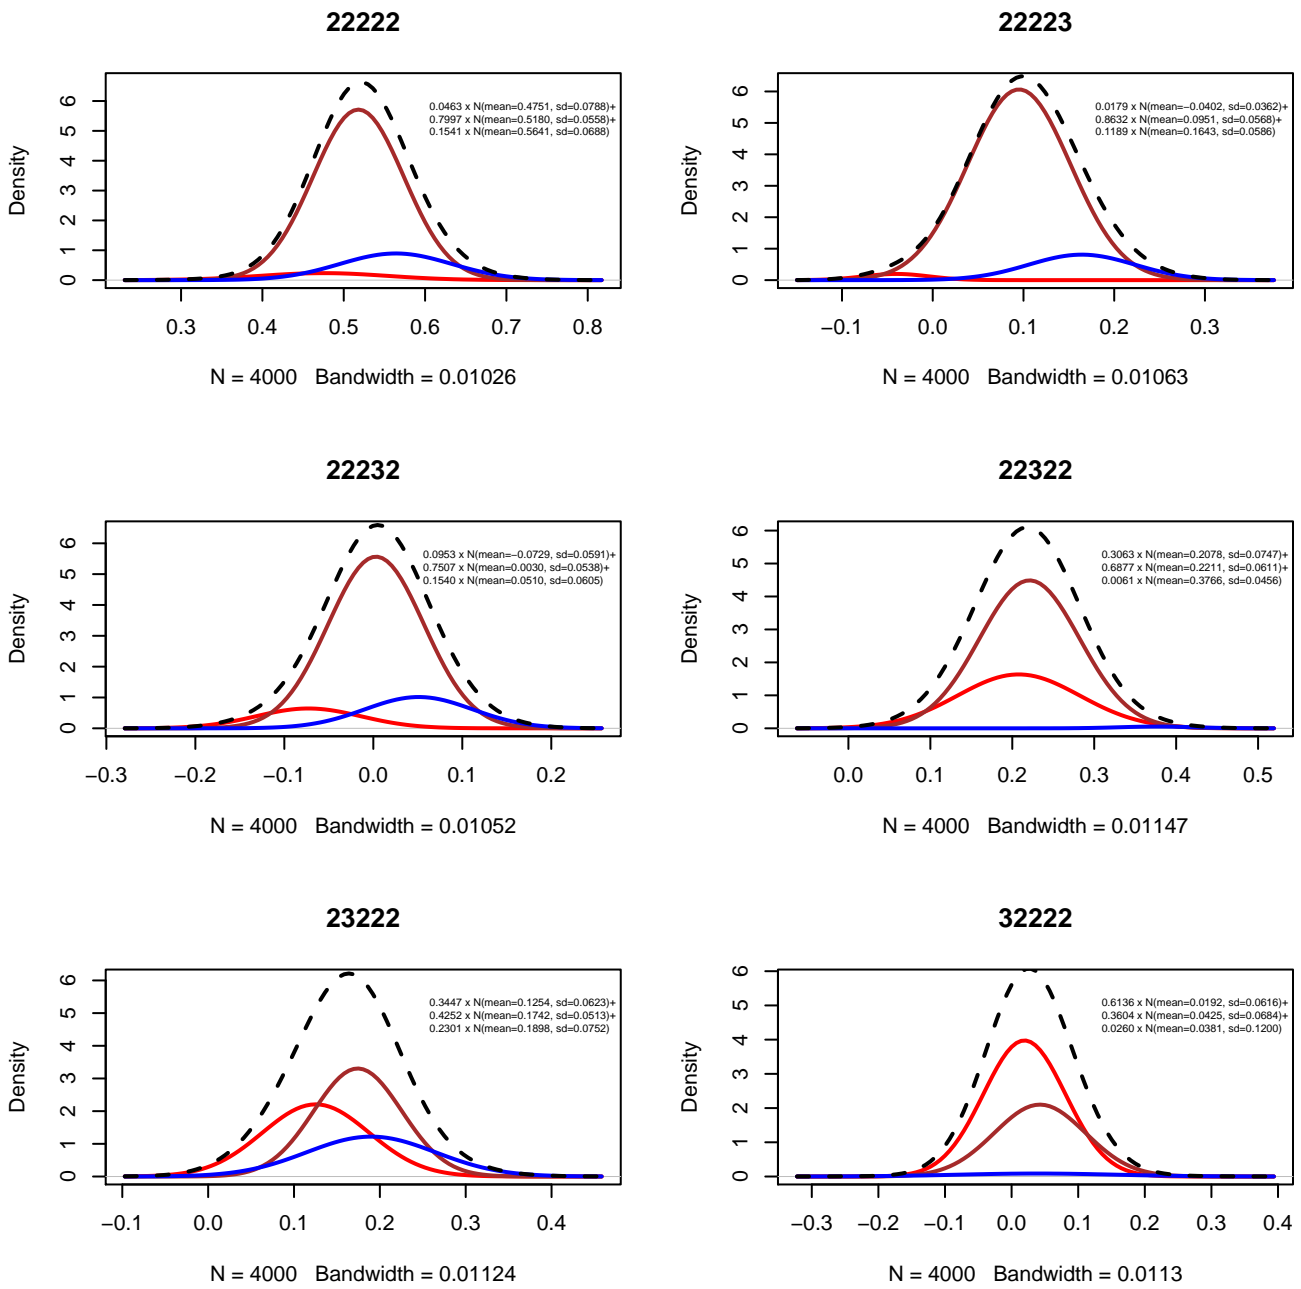 22222
Density
0 1 2 3 4 5 6
0.0463 x N(mean=0.4751, sd=0.0788)+
0.7997 x N(mean=0.5180, sd=0.0558)+
0.1541 x N(mean=0.5641, sd=0.0688)
0.3 0.4 0.5 0.6 0.7 0.8
N = 4000 Bandwidth = 0.01026
22223
Density
0 1 2 3 4 5 6
0.0179 x N(mean=−0.0402, sd=0.0362)+
0.8632 x N(mean=0.0951, sd=0.0568)+
0.1189 x N(mean=0.1643, sd=0.0586)
−0.1 0.0 0.1 0.2 0.3
N = 4000 Bandwidth = 0.01063
22232
Density
0 1 2 3 4 5 6
0.0953 x N(mean=−0.0729, sd=0.0591)+
0.7507 x N(mean=0.0030, sd=0.0538)+
0.1540 x N(mean=0.0510, sd=0.0605)
−0.3 −0.2 −0.1 0.0 0.1 0.2
N = 4000 Bandwidth = 0.01052
22322
Density
0 1 2 3 4 5 6
0.3063 x N(mean=0.2078, sd=0.0747)+
0.6877 x N(mean=0.2211, sd=0.0611)+
0.0061 x N(mean=0.3766, sd=0.0456)
0.0 0.1 0.2 0.3 0.4 0.5
N = 4000 Bandwidth = 0.01147
23222
Density
0 1 2 3 4 5 6
0.3447 x N(mean=0.1254, sd=0.0623)+
0.4252 x N(mean=0.1742, sd=0.0513)+
0.2301 x N(mean=0.1898, sd=0.0752)
−0.1 0.0 0.1 0.2 0.3 0.4
N = 4000 Bandwidth = 0.01124
32222
Density
0 1 2 3 4 5 6
0.6136 x N(mean=0.0192, sd=0.0616)+
0.3604 x N(mean=0.0425, sd=0.0684)+
0.0260 x N(mean=0.0381, sd=0.1200)
−0.3 −0.2 −0.1 0.0 0.1 0.2 0.3 0.4
N = 4000 Bandwidth = 0.0113